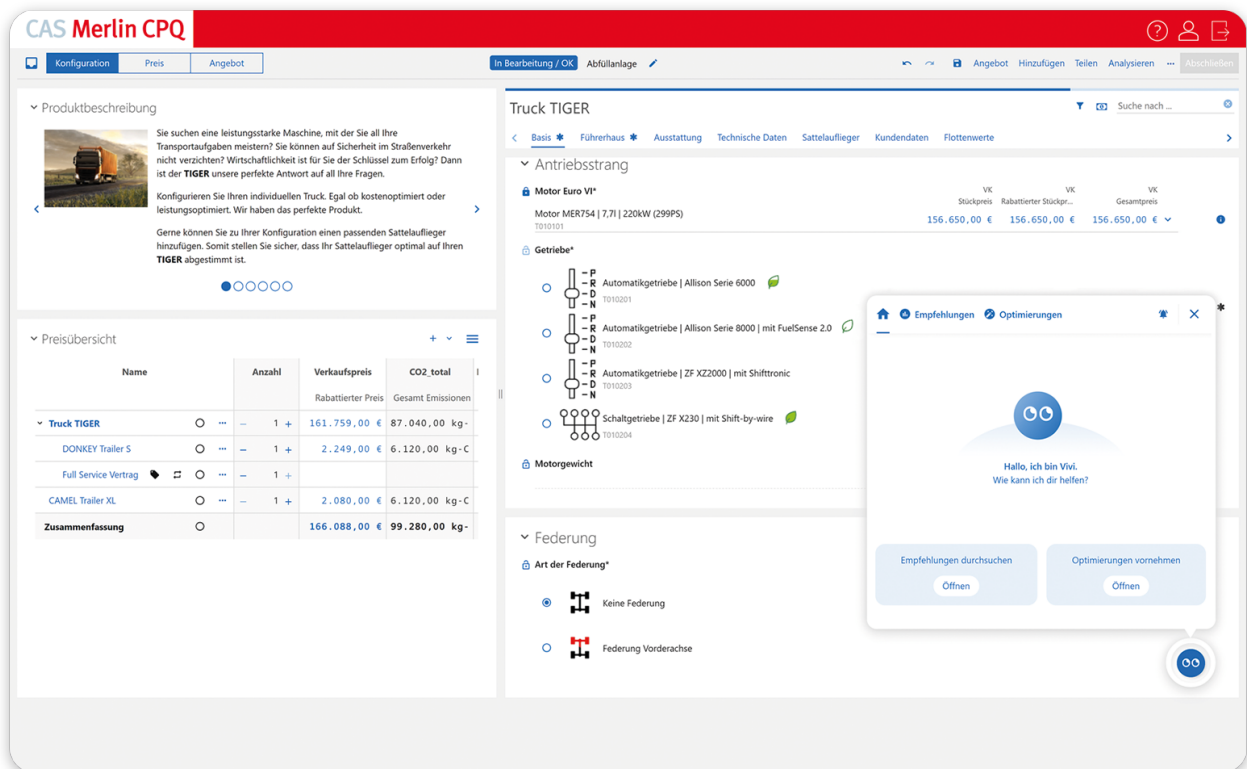 CAS Merlin CPQ
Konfiguration Preis Angebot
In Bearbeitung / OK Abfüllanlage
Angebot Hinzufügen Teilen Analysieren ... Abschließen
Produktbeschreibung
Sie suchen eine leistungsstarke Maschine, mit der Sie all Ihre
Transportaufgaben meistern? Sie können auf Sicherheit im Straßenverkehr
nicht verzichten? Wirtschaftlichkeit ist für Sie der Schlüssel zum Erfolg? Dann
ist der TIGER unsere perfekte Antwort auf all Ihre Fragen.
Konfigurieren Sie Ihren individuellen Truck. Egal ob kostenoptimiert oder
leistungsoptimiert. Wir haben das perfekte Produkt.
Gerne können Sie zu Ihrer Konfiguration einen passenden Sattelauflieger
hinzufügen. Somit stellen Sie sicher, dass Ihr Sattelauflieger optimal auf Ihren
TIGER abgestimmt ist.
Preisübersicht
Name Anzahl Verkaufspreis CO2_total
Rabattierter Preis Gesamt Emissionen
Truck TIGER ... − 1 + 161.759,00 € 87.040,00 kg-
DONKEY Trailer S ... − 1 + 2.249,00 € 6.120,00 kg-C
Full Service Vertrag ... − 1 +
CAMEL Trailer XL ... − 1 + 2.080,00 € 6.120,00 kg-C
Zusammenfassung 166.088,00 € 99.280,00 kg-
Truck TIGER
Suche nach ...
Basis * Führerhaus * Ausstattung Technische Daten Sattelauflieger Kundendaten Flottenwerte
Antriebsstrang
Motor Euro VI*
VK VK VK
Stückpreis Rabattierter Stückpr... Gesamtpreis
Motor MER754 | 7,7l | 220kW (299PS) 156.650,00 € 156.650,00 € 156.650,00 €
T010101
Getriebe*
P
R
D
N
Automatikgetriebe | Allison Serie 6000
T010201
P
R
D
N
Automatikgetriebe | Allison Serie 8000 | mit FuelSense 2.0
T010202
P
R
D
N
Automatikgetriebe | ZF XZ2000 | mit Shifttronic
T010203
Schaltgetriebe | ZF X230 | mit Shift-by-wire
T010204
Motorgewicht
Federung
Art der Federung*
Keine Federung
Federung Vorderachse
Empfehlungen Optimierungen
Hallo, ich bin Vivi.
Wie kann ich dir helfen?
Empfehlungen durchsuchen
Öffnen
Optimierungen vornehmen
Öffnen